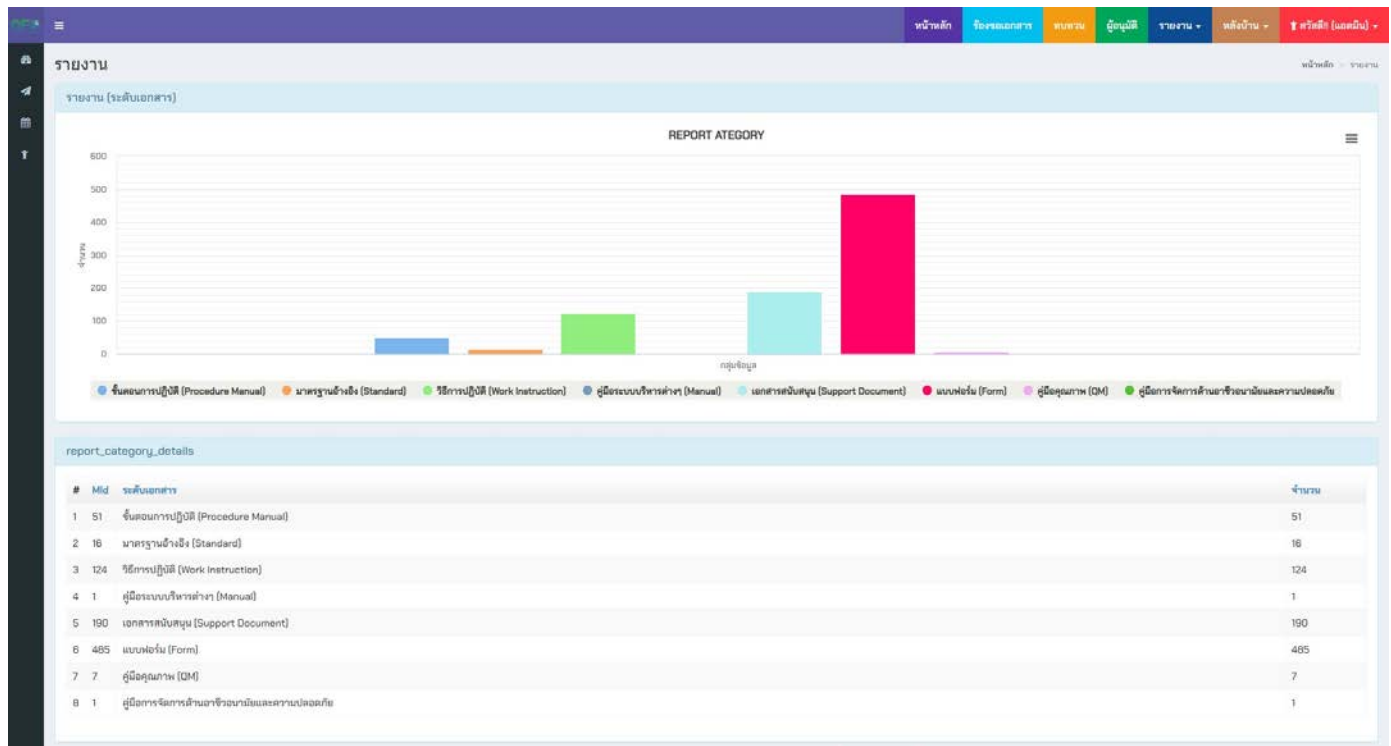 หน้าหลัก ร้องขอเอกสาร ทบทวน ผู้อนุมัติ รายงาน หลังบ้าน สวัสดี!! (แอดมิน)
รายงาน
หน้าหลัก > รายงาน
รายงาน (ระดับเอกสาร)
REPORT ATEGORY
600
500
400
300
200
100
0
จำนวน
กลุ่มข้อมูล
ขั้นตอนการปฏิบัติ (Procedure Manual) มาตรฐานอ้างอิง (Standard) วิธีการปฏิบัติ (Work Instruction) คู่มือระบบบริหารต่างๆ (Manual) เอกสารสนับสนุน (Support Document) แบบฟอร์ม (Form) คู่มือคุณภาพ (QM) คู่มือการจัดการด้านอาชีวอนามัยและความปลอดภัย
report_category_details
# Mid ระดับเอกสาร จำนวน
1 51 ขั้นตอนการปฏิบัติ (Procedure Manual) 51
2 16 มาตรฐานอ้างอิง (Standard) 16
3 124 วิธีการปฏิบัติ (Work Instruction) 124
4 1 คู่มือระบบบริหารต่างๆ (Manual) 1
5 190 เอกสารสนับสนุน (Support Document) 190
6 485 แบบฟอร์ม (Form) 485
7 7 คู่มือคุณภาพ (QM) 7
8 1 คู่มือการจัดการด้านอาชีวอนามัยและความปลอดภัย 1